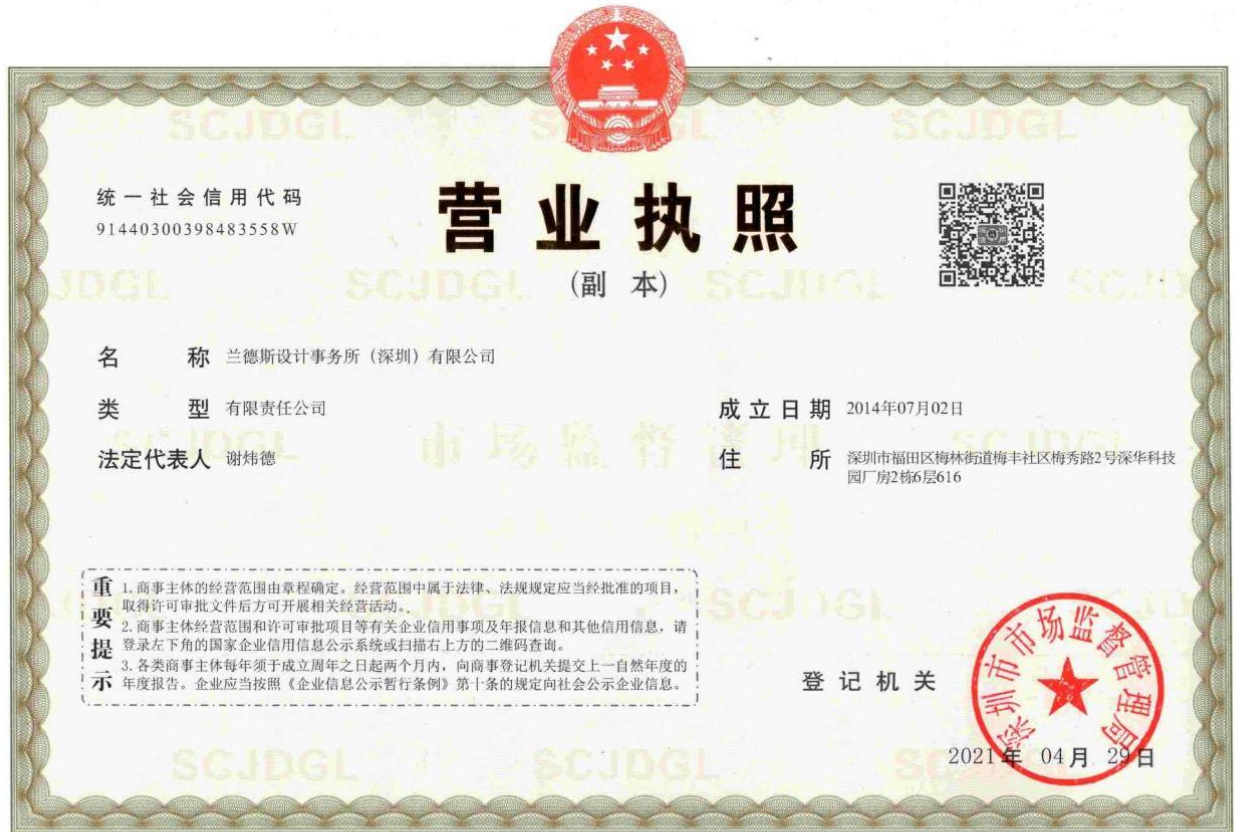 统一社会信用代码
91440300398483558W
营业执照
（副 本）
名 称 兰德斯设计事务所（深圳）有限公司
类 型 有限责任公司
法定代表人 谢炜德
成立日期 2014年07月02日
住 所 深圳市福田区梅林街道梅丰社区梅秀路2号深华科技
园厂房2栋6层616
重要提示
1. 商事主体的经营范围由章程确定。经营范围中属于法律、法规规定应当经批准的项目，
取得许可审批文件后方可开展相关经营活动。.
2. 商事主体经营范围和许可审批项目等有关企业信用事项及年报信息和其他信用信息，请
登录左下角的国家企业信用信息公示系统或扫描右上方的二维码查询。
3. 各类商事主体每年须于成立周年之日起两个月内，向商事登记机关提交上一自然年度的
年度报告。企业应当按照《企业信息公示暂行条例》第十条的规定向社会公示企业信息。
登记机关
深圳市市场监督管理局
2021年 04月 29日
SCJDGL
市场监督管理